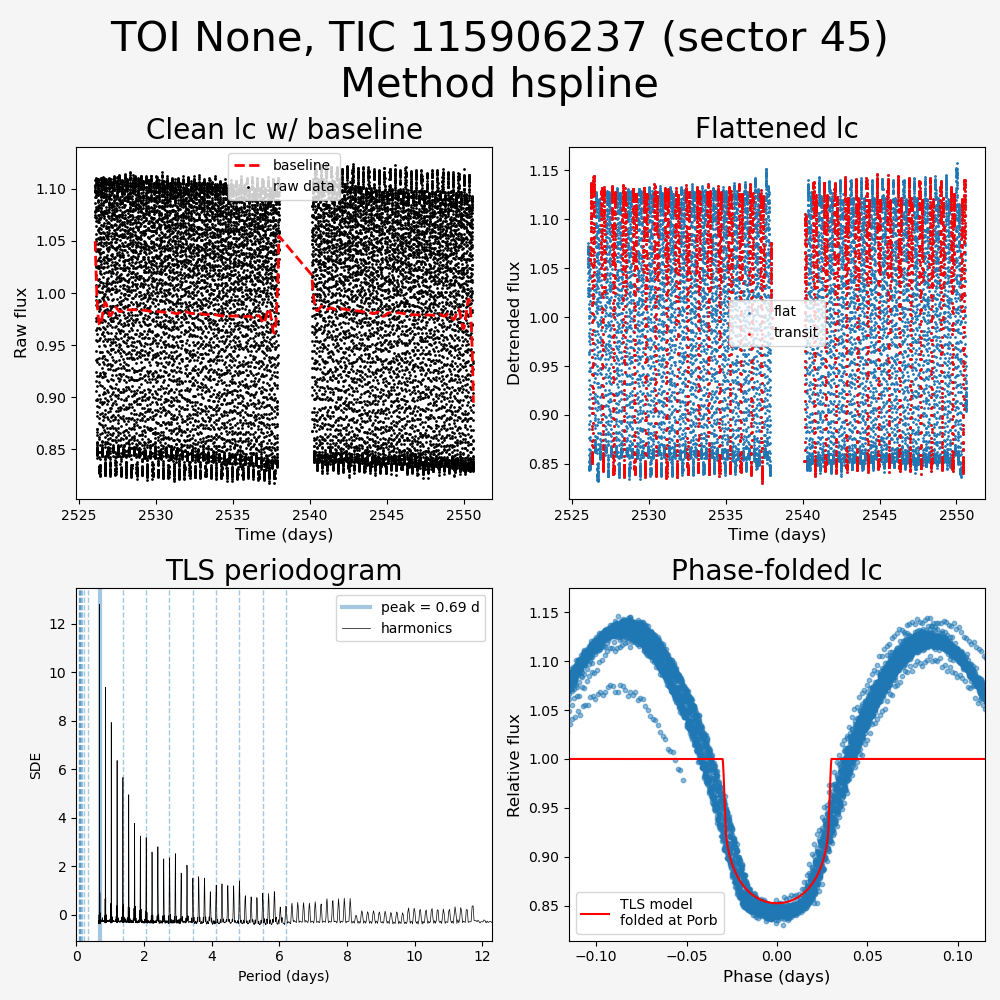 TOI None, TIC 115906237 (sector 45)
Method hspline
Clean lc w/ baseline
baseline
raw data
1.10
1.05
1.00
0.95
0.90
0.85
Raw flux
2525
2530
2535
2540
2545
2550
Time (days)
Flattened lc
flat
transit
1.15
1.10
1.05
1.00
0.95
0.90
0.85
Detrended flux
2525
2530
2535
2540
2545
2550
Time (days)
TLS periodogram
peak = 0.69 d
harmonics
12
10
8
6
4
2
0
SDE
0
2
4
6
8
10
12
Period (days)
Phase-folded lc
1.15
1.10
1.05
1.00
0.95
0.90
0.85
Relative flux
TLS model
folded at Porb
−0.10
−0.05
0.00
0.05
0.10
Phase (days)